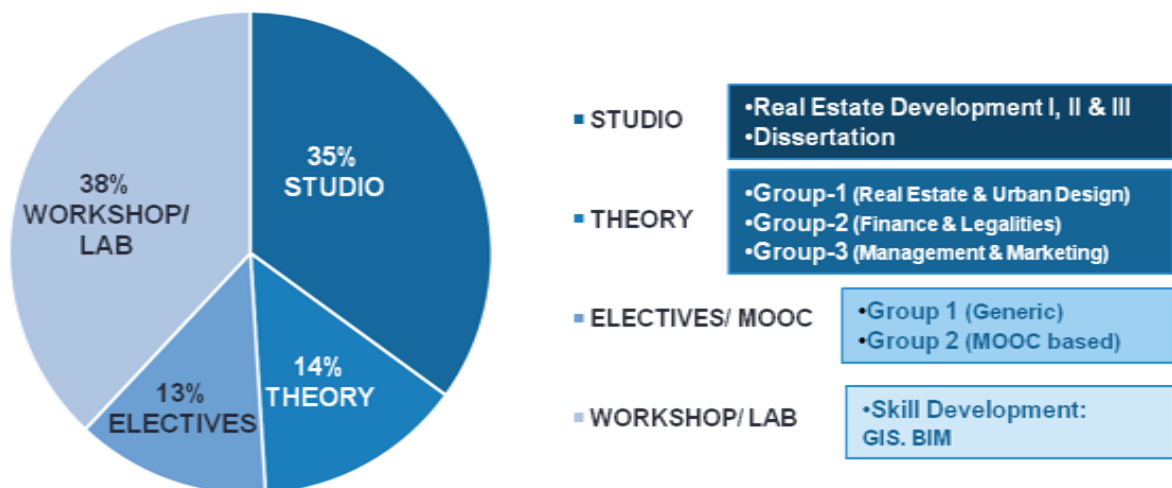 35%
STUDIO
14%
THEORY
13%
ELECTIVES
38%
WORKSHOP/
LAB
STUDIO
•Real Estate Development I, II & III
•Dissertation
THEORY
•Group-1 (Real Estate & Urban Design)
•Group-2 (Finance & Legalities)
•Group-3 (Management & Marketing)
ELECTIVES/ MOOC
•Group 1 (Generic)
•Group 2 (MOOC based)
WORKSHOP/ LAB
•Skill Development:
GIS. BIM